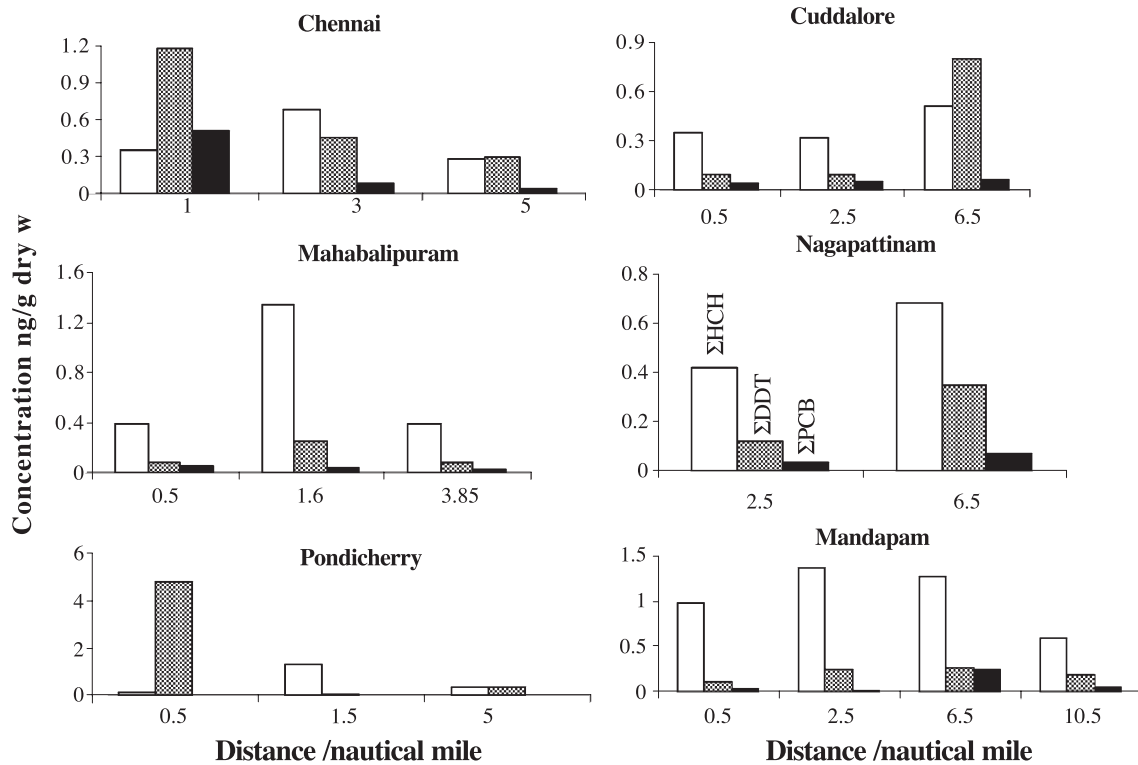 Concentration ng/g dry w
Chennai
1.2
0.9
0.6
0.3
0
1 3 5
Mahabalipuram
1.6
1.2
0.8
0.4
0
0.5 1.6 3.85
Pondicherry
6
4
2
0
0.5 1.5 5
Distance /nautical mile
Cuddalore
0.9
0.6
0.3
0
0.5 2.5 6.5
Nagapattinam
0.8
0.6
0.4
0.2
0
ΣHCH
ΣDDT
ΣPCB
2.5 6.5
Mandapam
1.5
1
0.5
0
0.5 2.5 6.5 10.5
Distance /nautical mile